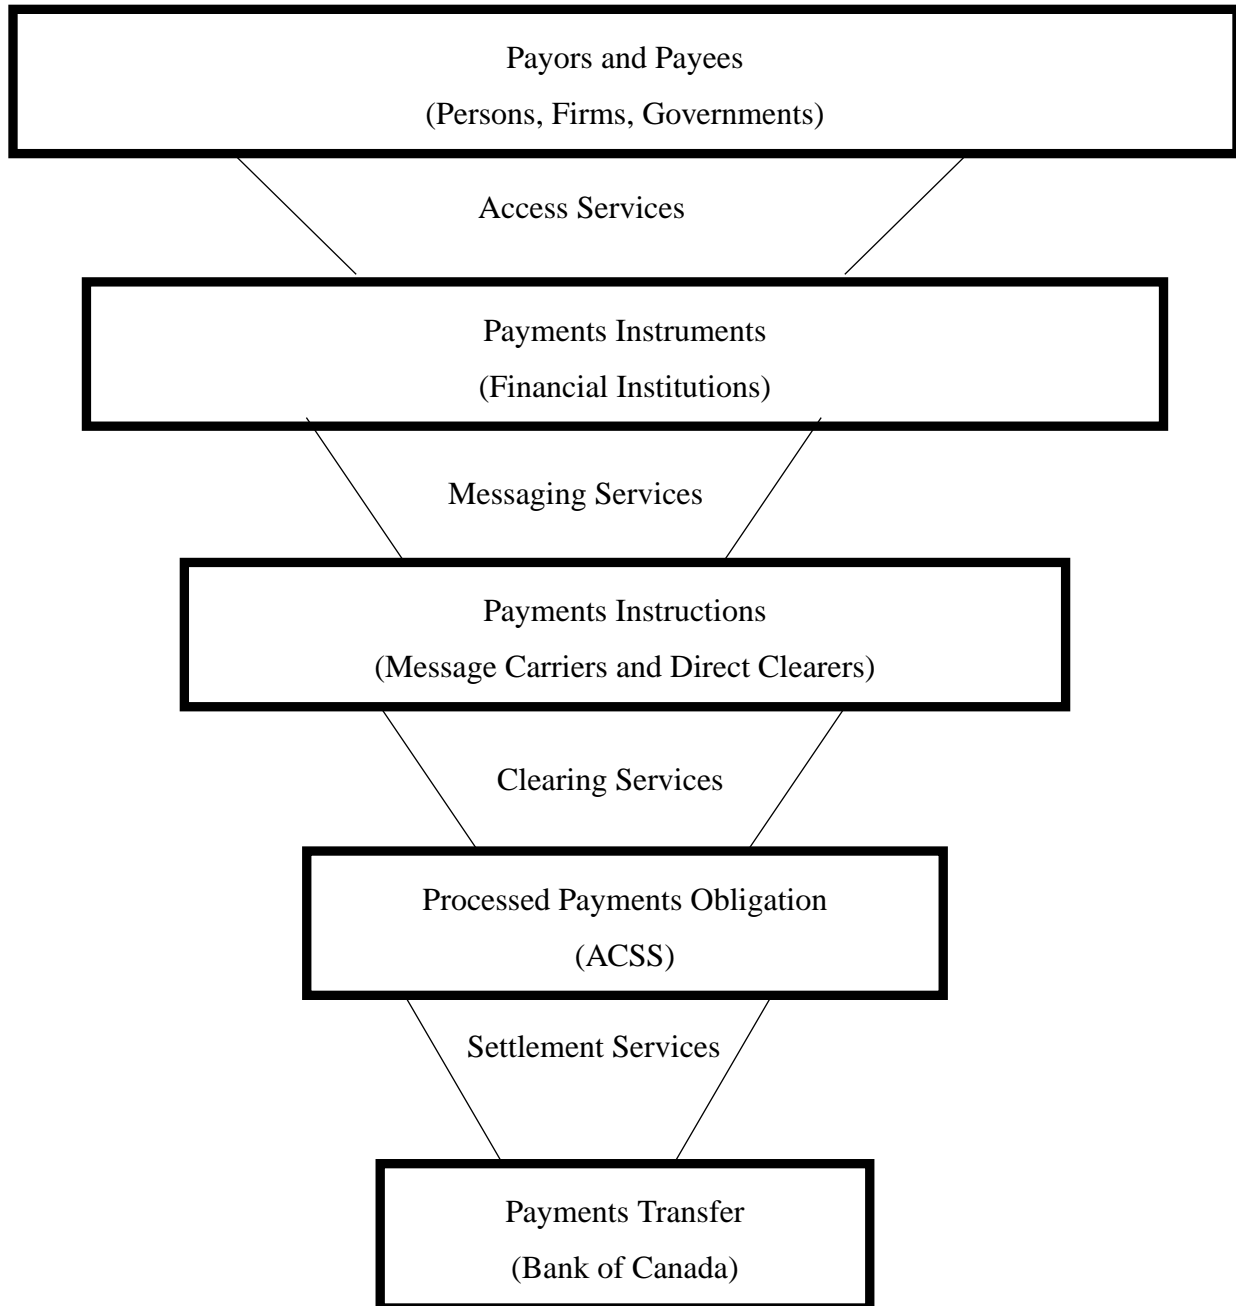 Payors and Payees
(Persons, Firms, Governments)
Access Services
Payments Instruments
(Financial Institutions)
Messaging Services
Payments Instructions
(Message Carriers and Direct Clearers)
Clearing Services
Processed Payments Obligation
(ACSS)
Settlement Services
Payments Transfer
(Bank of Canada)